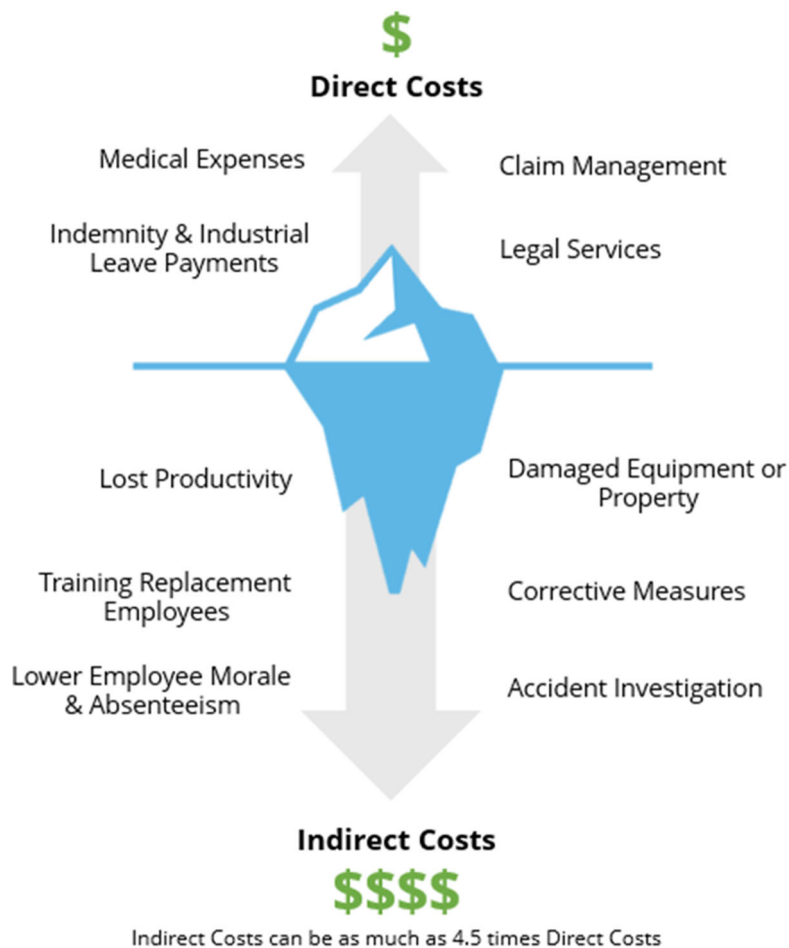 $
Direct Costs
Medical Expenses
Claim Management
Indemnity & Industrial
Leave Payments
Legal Services
Lost Productivity
Damaged Equipment or
Property
Training Replacement
Employees
Corrective Measures
Lower Employee Morale
& Absenteeism
Accident Investigation
Indirect Costs
$$$$
Indirect Costs can be as much as 4.5 times Direct Costs